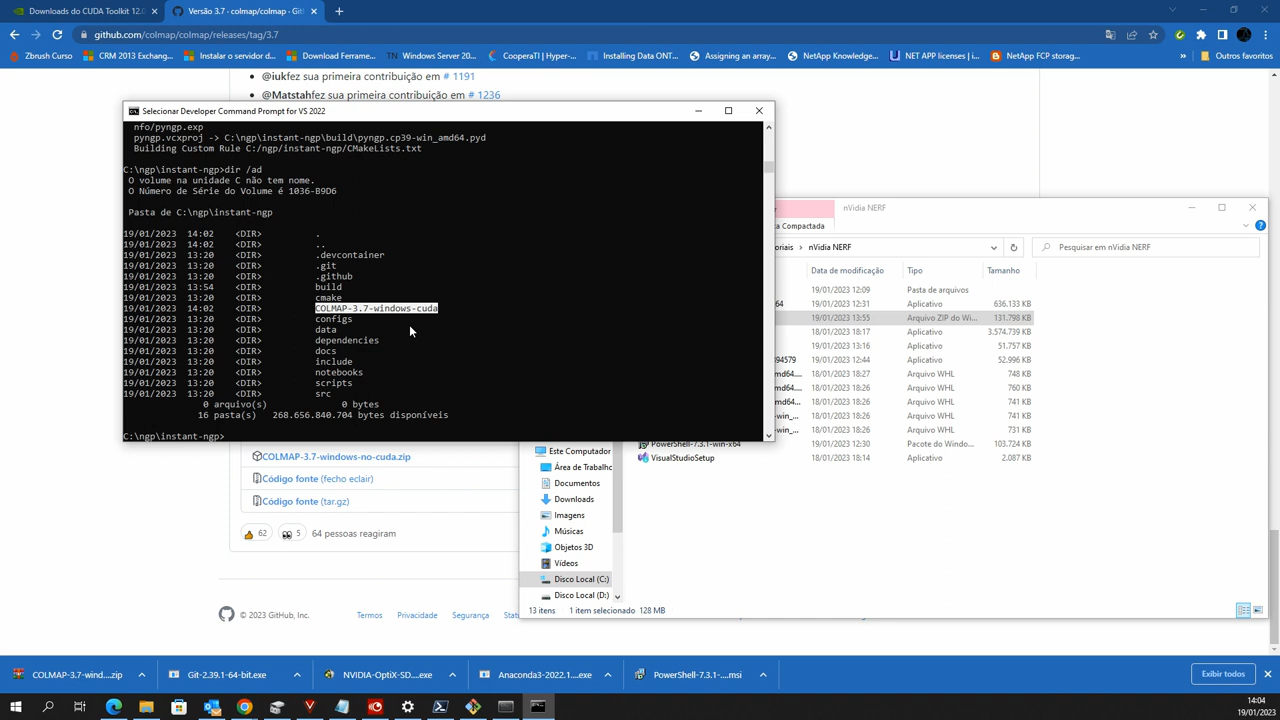 Downloads do CUDA Toolkit 12.0
Versão 3.7 · colmap/colmap · GitH
github.com/colmap/colmap/releases/tag/3.7
Zbrush Curso
CRM 2013 Exchang...
Instalar o servidor d...
Download Ferrame...
Windows Server 20...
CooperaTI | Hyper-...
Installing Data ONT...
Assigning an array...
NetApp Knowledge...
NET APP licenses | i...
NetApp FCP storag...
Outros favoritos
@iukfez sua primeira contribuição em # 1191
@Matstahfez sua primeira contribuição em # 1236
Selecionar Developer Command Prompt for VS 2022
nfo/pyngp.exp
pyngp.vcxproj -> C:\ngp\instant-ngp\build\pyngp.cp39-win_amd64.pyd
Building Custom Rule C:/ngp/instant-ngp/CMakeLists.txt
C:\ngp\instant-ngp>dir /ad
O volume na unidade C não tem nome.
O Número de Série do Volume é 1036-B9D6
Pasta de C:\ngp\instant-ngp
19/01/2023 14:02 <DIR> .
19/01/2023 14:02 <DIR> ..
19/01/2023 13:20 <DIR> .devcontainer
19/01/2023 13:20 <DIR> .git
19/01/2023 13:20 <DIR> .github
19/01/2023 13:54 <DIR> build
19/01/2023 13:20 <DIR> cmake
19/01/2023 14:02 <DIR> COLMAP-3.7-windows-cuda
19/01/2023 13:20 <DIR> configs
19/01/2023 13:20 <DIR> data
19/01/2023 13:20 <DIR> dependencies
19/01/2023 13:20 <DIR> docs
19/01/2023 13:20 <DIR> include
19/01/2023 13:20 <DIR> notebooks
19/01/2023 13:20 <DIR> scripts
19/01/2023 13:20 <DIR> src
0 arquivo(s) 0 bytes
16 pasta(s) 268.656.840.704 bytes disponíveis
C:\ngp\instant-ngp>
nVidia NERF
a Compactada
oriais › nVidia NERF
Pesquisar em nVidia NERF
Data de modificação Tipo Tamanho
19/01/2023 12:09 Pasta de arquivos
64 19/01/2023 12:31 Aplicativo 636.133 KB
19/01/2023 13:55 Arquivo ZIP do Wi... 131.798 KB
18/01/2023 18:27 Aplicativo 3.574.739 KB
19/01/2023 13:16 Aplicativo 51.757 KB
94579 19/01/2023 12:44 Aplicativo 52.996 KB
md64.... 18/01/2023 18:27 Arquivo WHL 748 KB
md64... 18/01/2023 18:27 Arquivo WHL 760 KB
md64... 18/01/2023 18:27 Arquivo WHL 741 KB
-win_... 18/01/2023 18:27 Arquivo WHL 731 KB
PowerShell-7.3.1-win-x64 19/01/2023 12:30 Pacote do Windo... 103.724 KB
VisualStudioSetup 18/01/2023 18:14 Aplicativo 2.087 KB
Este Computador
Área de Trabalho
Documentos
Downloads
Imagens
Músicas
Objetos 3D
Vídeos
Disco Local (C:)
Disco Local (D:)
13 itens 1 item selecionado 128 MB
COLMAP-3.7-windows-no-cuda.zip
Código fonte (fecho eclair)
Código fonte (tar.gz)
62
5
64 pessoas reagiram
© 2023 GitHub, Inc.
Termos
Privacidade
Segurança
COLMAP-3.7-wind....zip
Git-2.39.1-64-bit.exe
NVIDIA-OptiX-SD....exe
Anaconda3-2022.1....exe
PowerShell-7.3.1-....msi
Exibir todos
14:04
19/01/2023